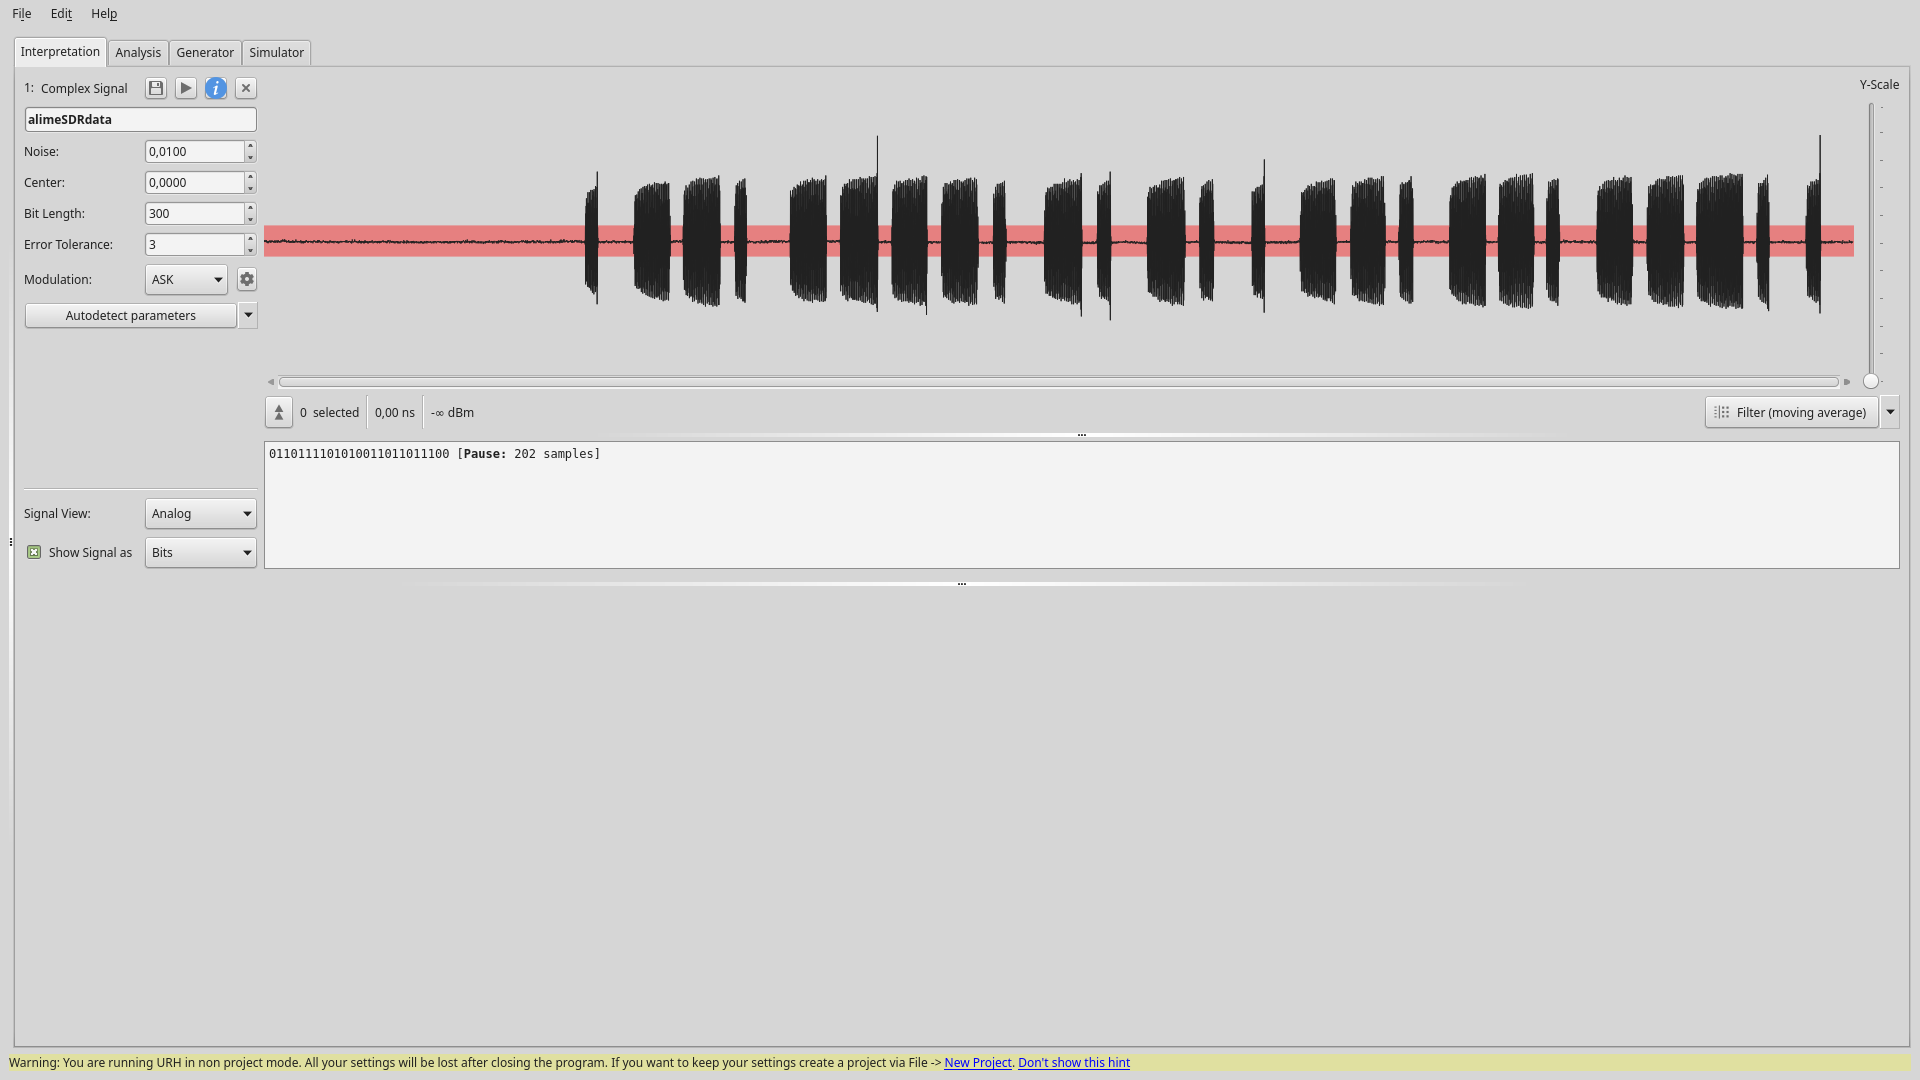 File Edit Help
Interpretation Analysis Generator Simulator
1: Complex Signal i
Y-Scale
alimeSDRdata
Noise: 0,0100
Center: 0,0000
Bit Length: 300
Error Tolerance: 3
Modulation: ASK
Autodetect parameters
0 selected 0,00 ns -∞ dBm Filter (moving average)
011011110101001101101100 [Pause: 202 samples]
Signal View: Analog
Show Signal as Bits
Warning: You are running URH in non project mode. All your settings will be lost after closing the program. If you want to keep your settings create a project via File -> New Project. Don't show this hint